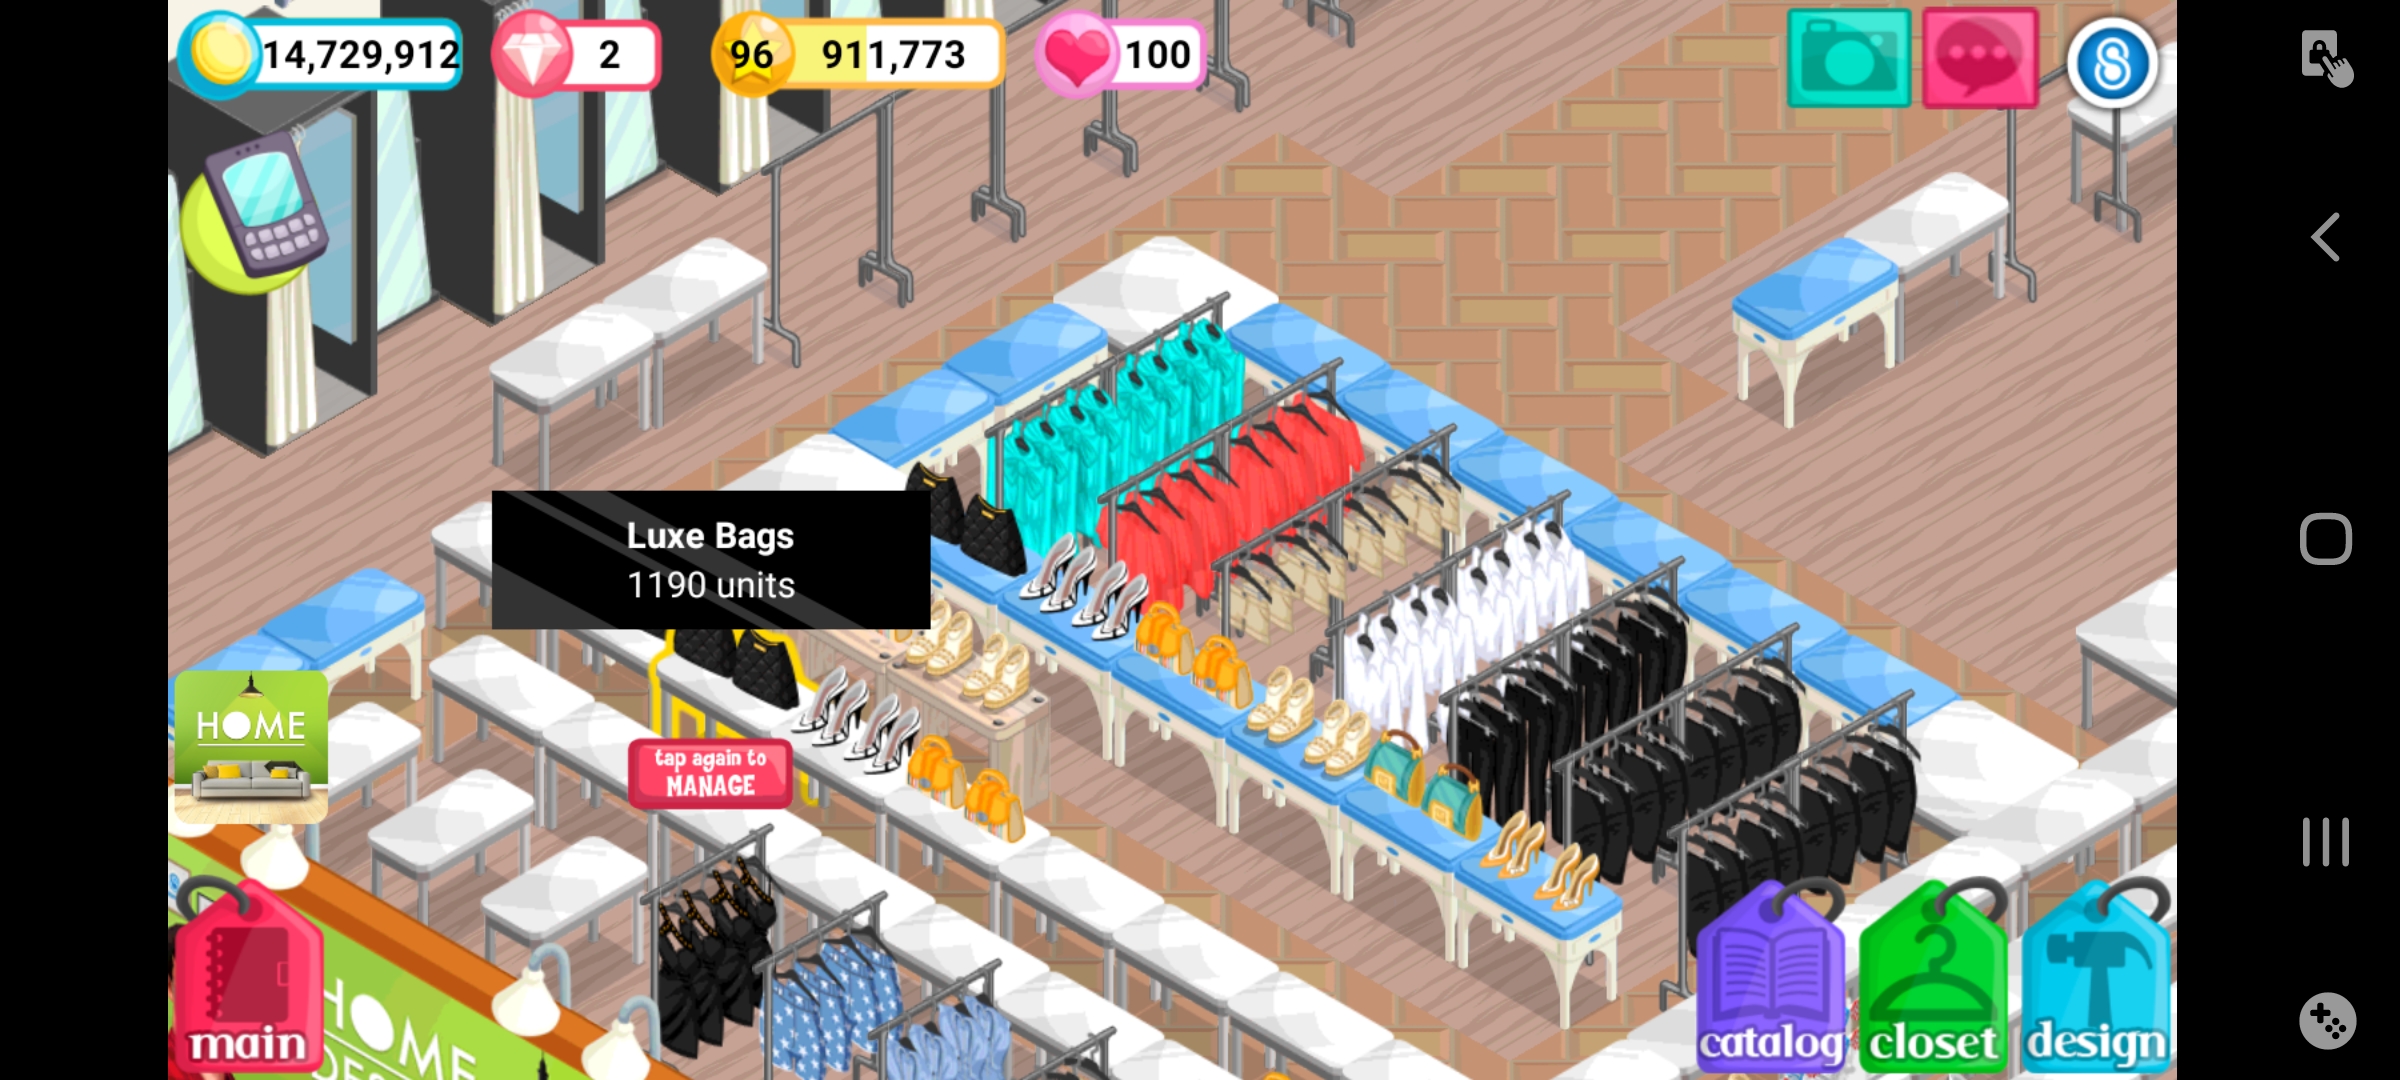 14,729,912
2
96
911,773
100
Luxe Bags
1190 units
HOME
tap again to
MANAGE
main
HOME
catalog
closet
design